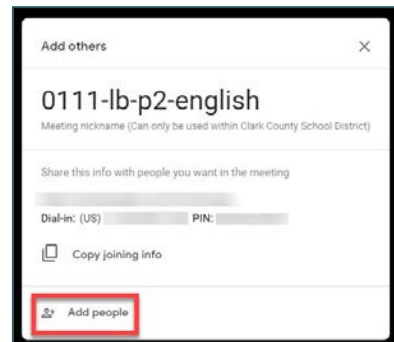 Add others
0111-lb-p2-english
Meeting nickname (Can only be used within Clark County School District)
Share this info with people you want in the meeting
Dial-in: (US) PIN:
Copy joining info
Add people